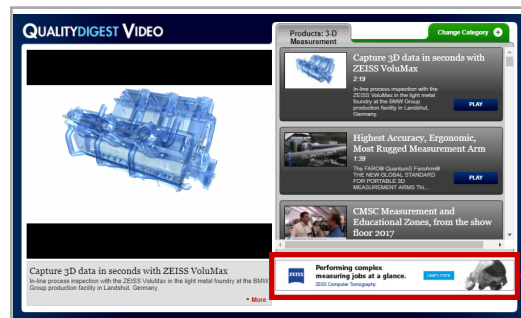 QUALITYDIGEST VIDEO
Products: 3-D
Measurement
Change Category
Capture 3D data in seconds with
ZEISS VoluMax
2:19
In-line process inspection with the
ZEISS VoluMax in the light metal
foundry at the BMW Group
production facility in Landshut,
Germany.
PLAY
Highest Accuracy, Ergonomic,
Most Rugged Measurement Arm
1:39
The FARO® QuantumS FaroArm®
THE NEW GLOBAL STANDARD
FOR PORTABLE 3D
MEASUREMENT ARMS Thi...
PLAY
CMSC Measurement and
Educational Zones, from the show
floor 2017
Capture 3D data in seconds with ZEISS VoluMax
In-line process inspection with the ZEISS VoluMax in the light metal foundry at the BMW
Group production facility in Landshut, Germany.
More
ZEISS
Performing complex
measuring jobs at a glance.
ZEISS Computer Tomography
Learn more